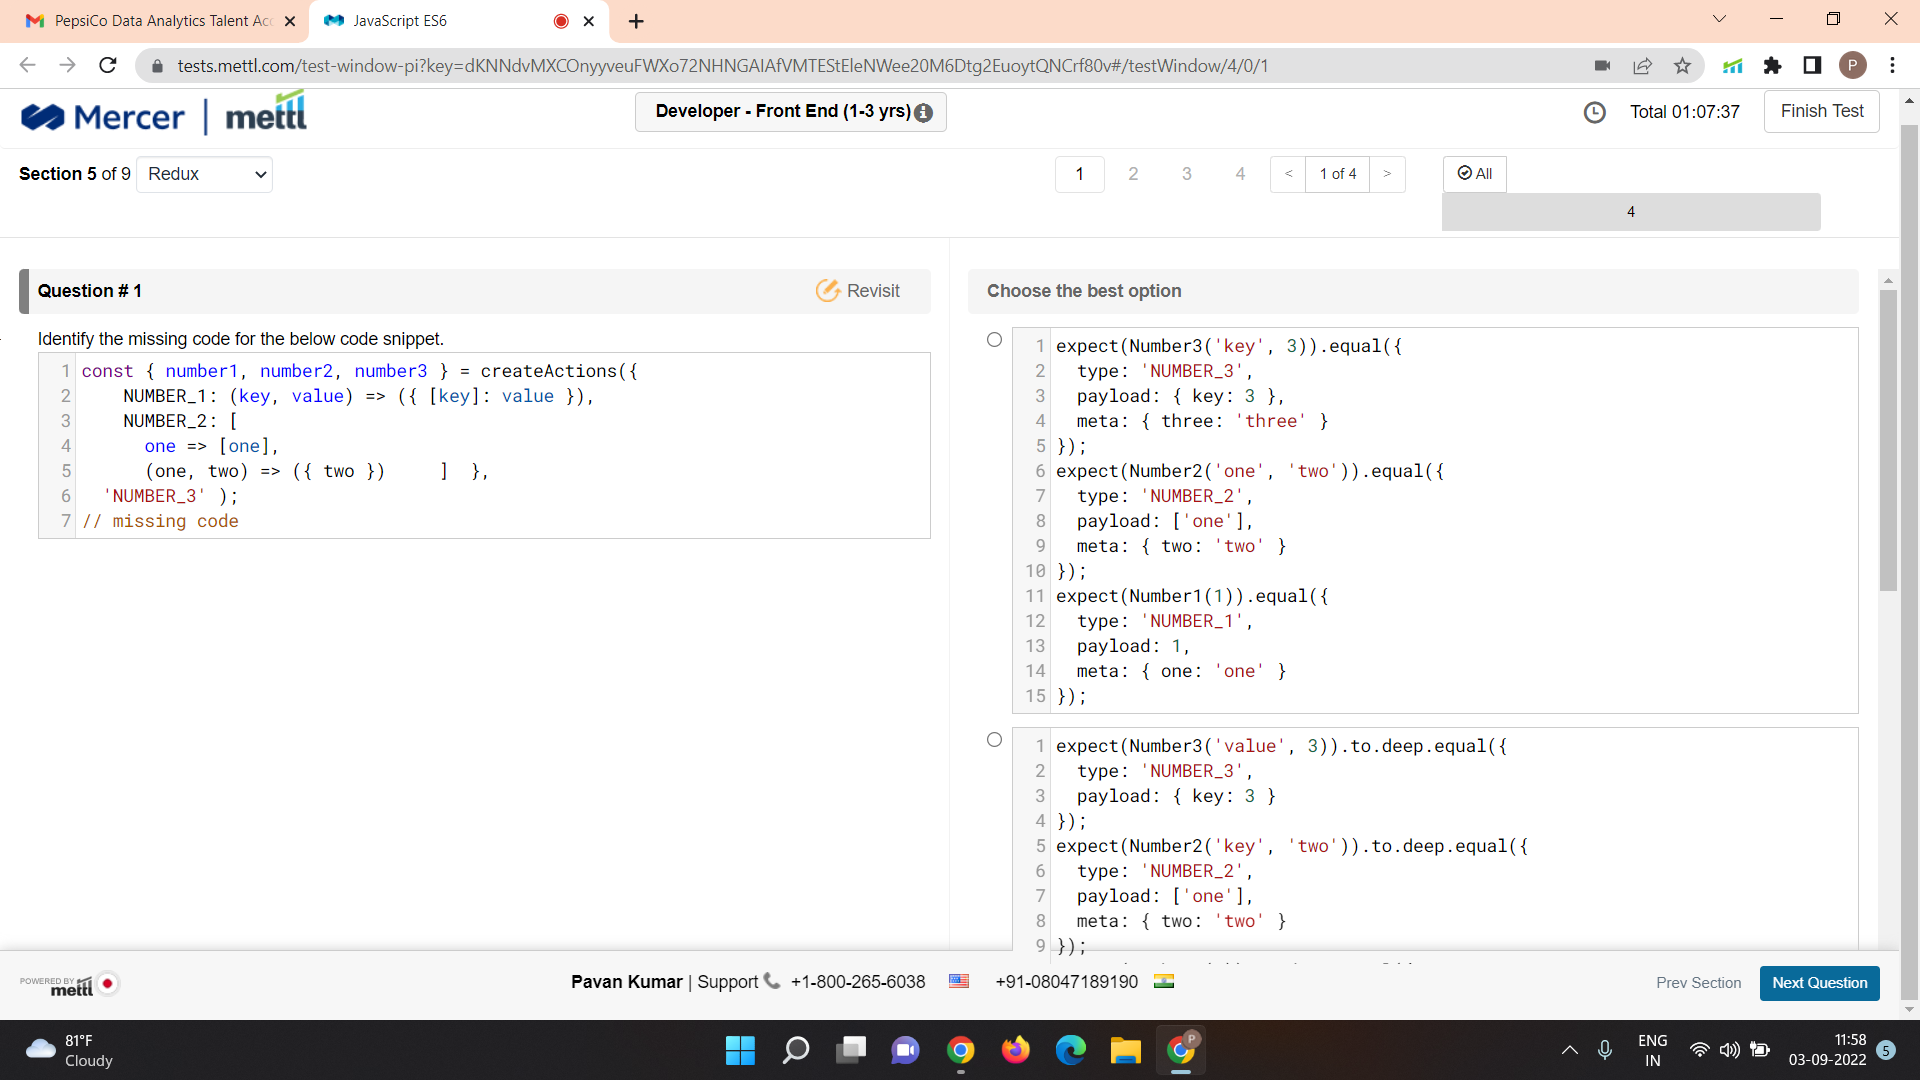 PepsiCo Data Analytics Talent Acc
JavaScript ES6
tests.mettl.com/test-window-pi?key=dKNNdvMXCOnyyveuFWXo72NHNGAIAfVMTEStEleNWee20M6Dtg2EuoytQNCrf80v#/testWindow/4/0/1
P
Mercer | mettl
Developer - Front End (1-3 yrs)
Total 01:07:37
Finish Test
Section 5 of 9
Redux
1 2 3 4
< 1 of 4 >
All
4
Question # 1
Revisit
Identify the missing code for the below code snippet.
1 const { number1, number2, number3 } = createActions({
2 NUMBER_1: (key, value) => ({ [key]: value }),
3 NUMBER_2: [
4 one => [one],
5 (one, two) => ({ two }) ] },
6 'NUMBER_3' );
7 // missing code
Choose the best option
1 expect(Number3('key', 3)).equal({
2 type: 'NUMBER_3',
3 payload: { key: 3 },
4 meta: { three: 'three' }
5 });
6 expect(Number2('one', 'two')).equal({
7 type: 'NUMBER_2',
8 payload: ['one'],
9 meta: { two: 'two' }
10 });
11 expect(Number1(1)).equal({
12 type: 'NUMBER_1',
13 payload: 1,
14 meta: { one: 'one' }
15 });
1 expect(Number3('value', 3)).to.deep.equal({
2 type: 'NUMBER_3',
3 payload: { key: 3 }
4 });
5 expect(Number2('key', 'two')).to.deep.equal({
6 type: 'NUMBER_2',
7 payload: ['one'],
8 meta: { two: 'two' }
9 });
POWERED BY mettl
Pavan Kumar | Support +1-800-265-6038 +91-08047189190
Prev Section
Next Question
81°F
Cloudy
P
ENG
IN
11:58
03-09-2022
5